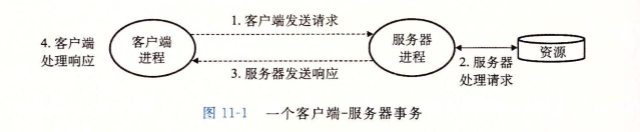 1. 客户端发送请求
4. 客户端
处理响应
客户端
进程
服务器
进程
资源
2. 服务器
处理请求
3. 服务器发送响应
图 11-1 一个客户端-服务器事务